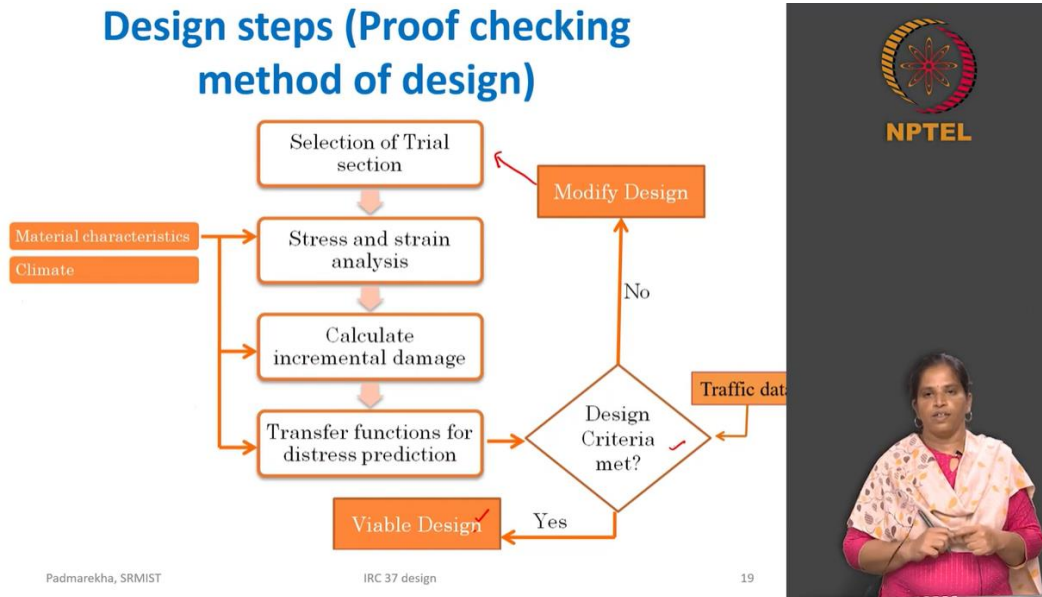 Design steps (Proof checking
method of design)
NPTEL
Selection of Trial
section
Modify Design
Material characteristics
Climate
Stress and strain
analysis
No
Calculate
incremental damage
Traffic dat
Design
Criteria
met?
Transfer functions for
distress prediction
Viable Design
Yes
Padmarekha, SRMIST
IRC 37 design
19